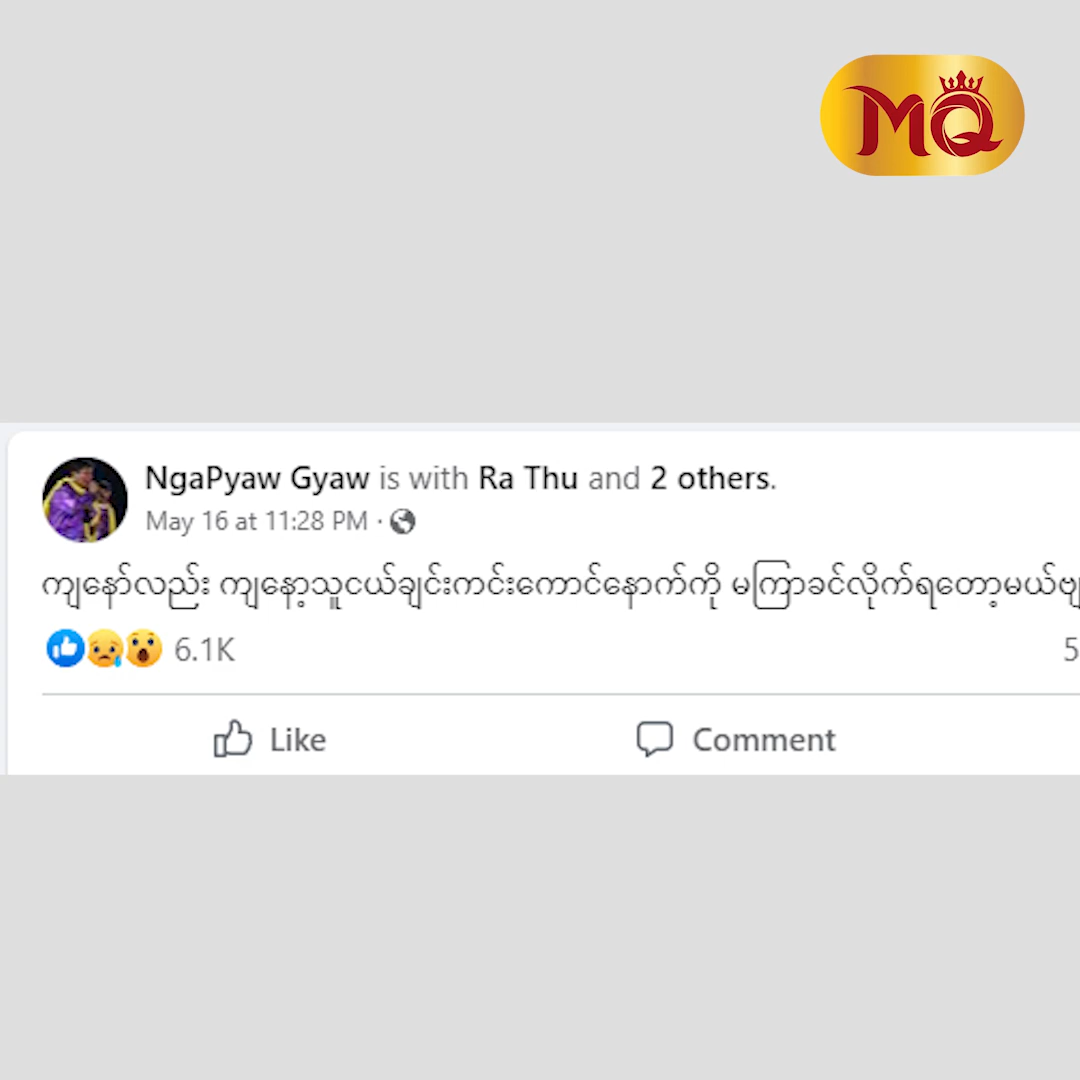 MQ
NgaPyaw Gyaw is with Ra Thu and 2 others.
May 16 at 11:28 PM ·
ကျနော်လည်း ကျနော့သူငယ်ချင်းကင်းကောင်နောက်ကို မကြာခင်လိုက်ရတော့မယ်ဗျ
6.1K
5
Like
Comment